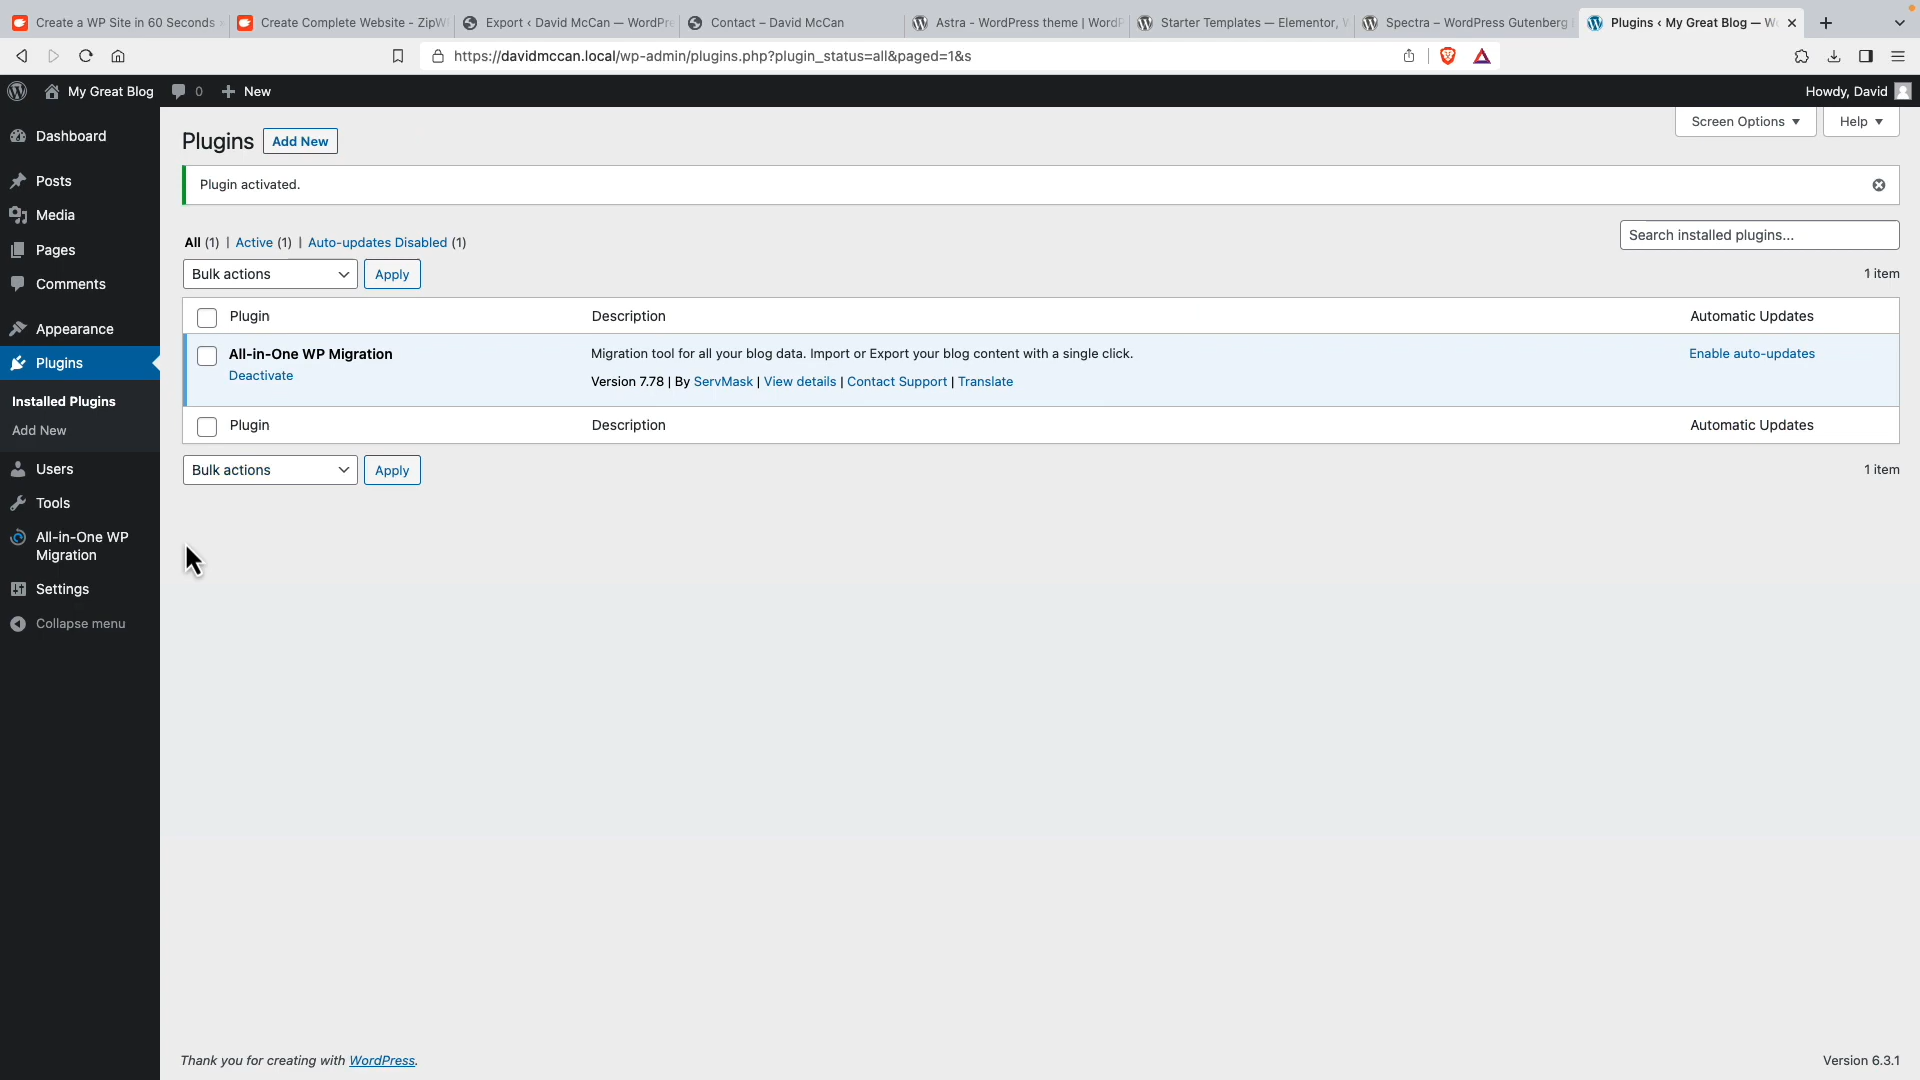 Create a WP Site in 60 Seconds
Create Complete Website - ZipW
Export ‹ David McCan — WordPre
Contact – David McCan
Astra - WordPress theme | WordP
Starter Templates — Elementor, W
Spectra – WordPress Gutenberg
Plugins ‹ My Great Blog — Wo
https://davidmccan.local/wp-admin/plugins.php?plugin_status=all&paged=1&s
My Great Blog
0
New
Howdy, David
Dashboard
Posts
Media
Pages
Comments
Appearance
Plugins
Installed Plugins
Add New
Users
Tools
All-in-One WP
Migration
Settings
Collapse menu
Screen Options
Help
Plugins
Add New
Plugin activated.
All (1) | Active (1) | Auto-updates Disabled (1)
Search installed plugins...
Bulk actions
Apply
1 item
Plugin
Description
Automatic Updates
All-in-One WP Migration
Deactivate
Migration tool for all your blog data. Import or Export your blog content with a single click.
Version 7.78 | By ServMask | View details | Contact Support | Translate
Enable auto-updates
Plugin
Description
Automatic Updates
Bulk actions
Apply
1 item
Thank you for creating with WordPress.
Version 6.3.1